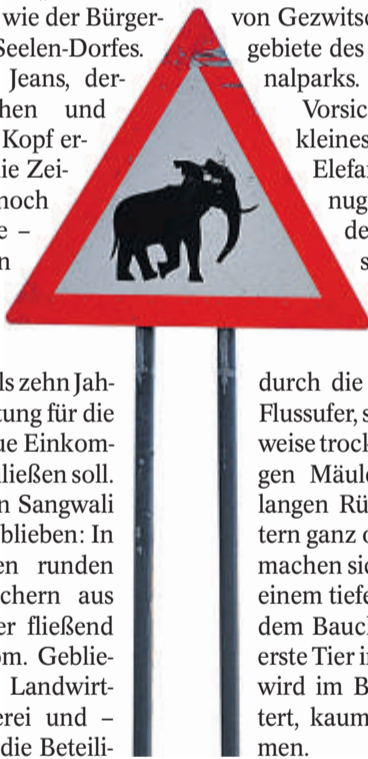 wie der Bürger-
Seelen-Dorfes.
Jeans, der-
hen und
Kopf er-
ie Zei-
noch
e –
n
ls zehn Jah-
tung für die
ue Einkom-
ließen soll.
n Sangwali
blieben: In
en runden
chern aus
er fließend
om. Geblie-
Landwirt-
erei und –
die Beteili-
von Gezwitsc
gebiete des
nalparks.
Vorsic
kleines
Elefa
nug
de
s
durch die
Flussufer, s
weise trock
gen Mäule
langen Rü
tern ganz o
machen sic
einem tiefe
dem Bauc
erste Tier i
wird im B
tert, kaum
men.